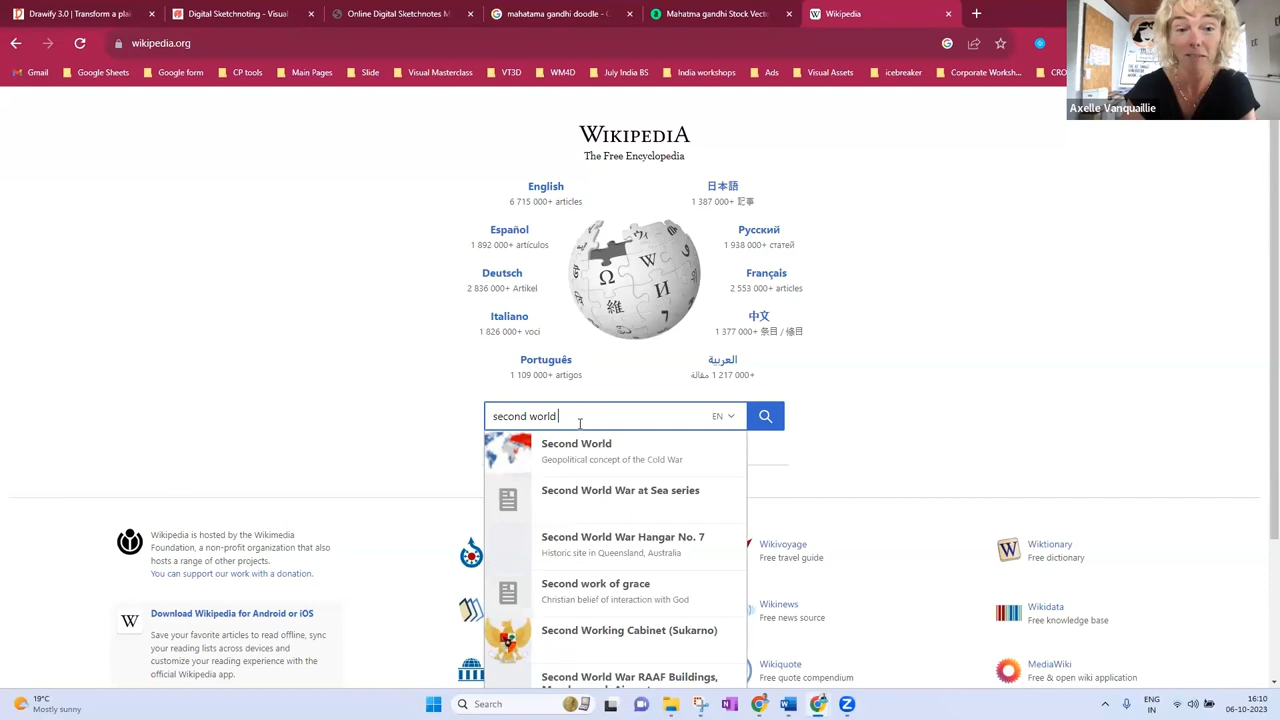 Drawify 3.0 | Transform a plai
Digital Sketchnoting - Visual
Online Digital Sketchnotes M
mahatama gandhi doodle - G
Mahatma gandhi Stock Vect
Wikipedia
wikipedia.org
Gmail
Google Sheets
Google form
CP tools
Main Pages
Slide
Visual Masterclass
VT3D
WM4D
July India BS
India workshops
Ads
Visual Assets
icebreaker
Corporate Worksh...
CRO
Axelle Vanquaillie
WIKIPEDIA
The Free Encyclopedia
English
6 715 000+ articles
日本語
1 387 000+ 記事
Español
1 892 000+ artículos
Русский
1 938 000+ статей
Deutsch
2 836 000+ Artikel
Français
2 553 000+ articles
Italiano
1 826 000+ voci
中文
1 377 000+ 条目 / 條目
Português
1 109 000+ artigos
العربية
1 217 000+ مقالة
second world
EN
Second World
Geopolitical concept of the Cold War
Second World War at Sea series
Second World War Hangar No. 7
Historic site in Queensland, Australia
Second work of grace
Christian belief of interaction with God
Second Working Cabinet (Sukarno)
Second World War RAAF Buildings,
Wikipedia is hosted by the Wikimedia
Foundation, a non-profit organization that also
hosts a range of other projects.
You can support our work with a donation.
Download Wikipedia for Android or iOS
Save your favorite articles to read offline, sync
your reading lists across devices and
customize your reading experience with the
official Wikipedia app.
Wikivoyage
Free travel guide
Wiktionary
Free dictionary
Wikinews
Free news source
Wikidata
Free knowledge base
Wikiquote
Free quote compendium
MediaWiki
Free & open wiki application
19°C
Mostly sunny
Search
ENG
IN
16:10
06-10-2023